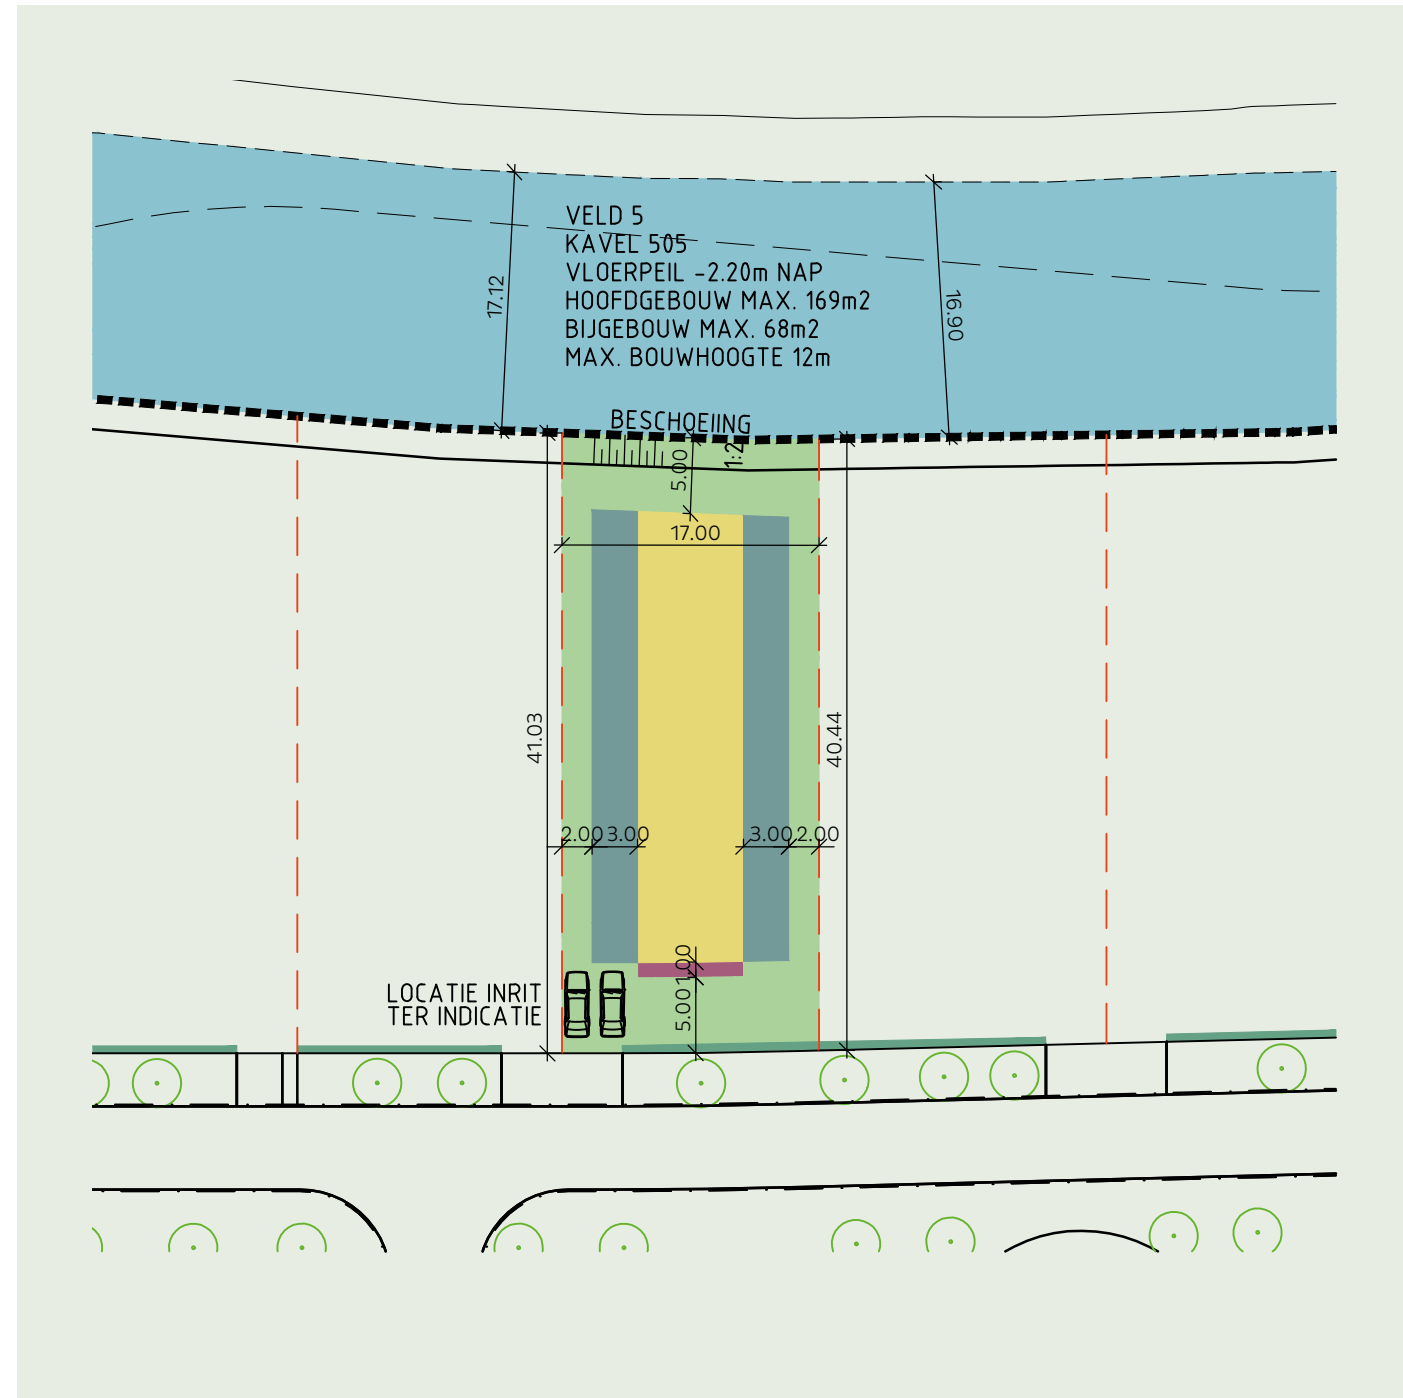 VELD 5
KAVEL 505
VLOERPEIL -2.20m NAP
HOOFDGEBOUW MAX. 169m2
BIJGEBOUW MAX. 68m2
MAX. BOUWHOOGTE 12m
17.12
16.90
BESCHOEIING
1:2
5.00
17.00
41.03
40.44
2.00 3.00
3.00 2.00
1.00
5.00
LOCATIE INRIT
TER INDICATIE